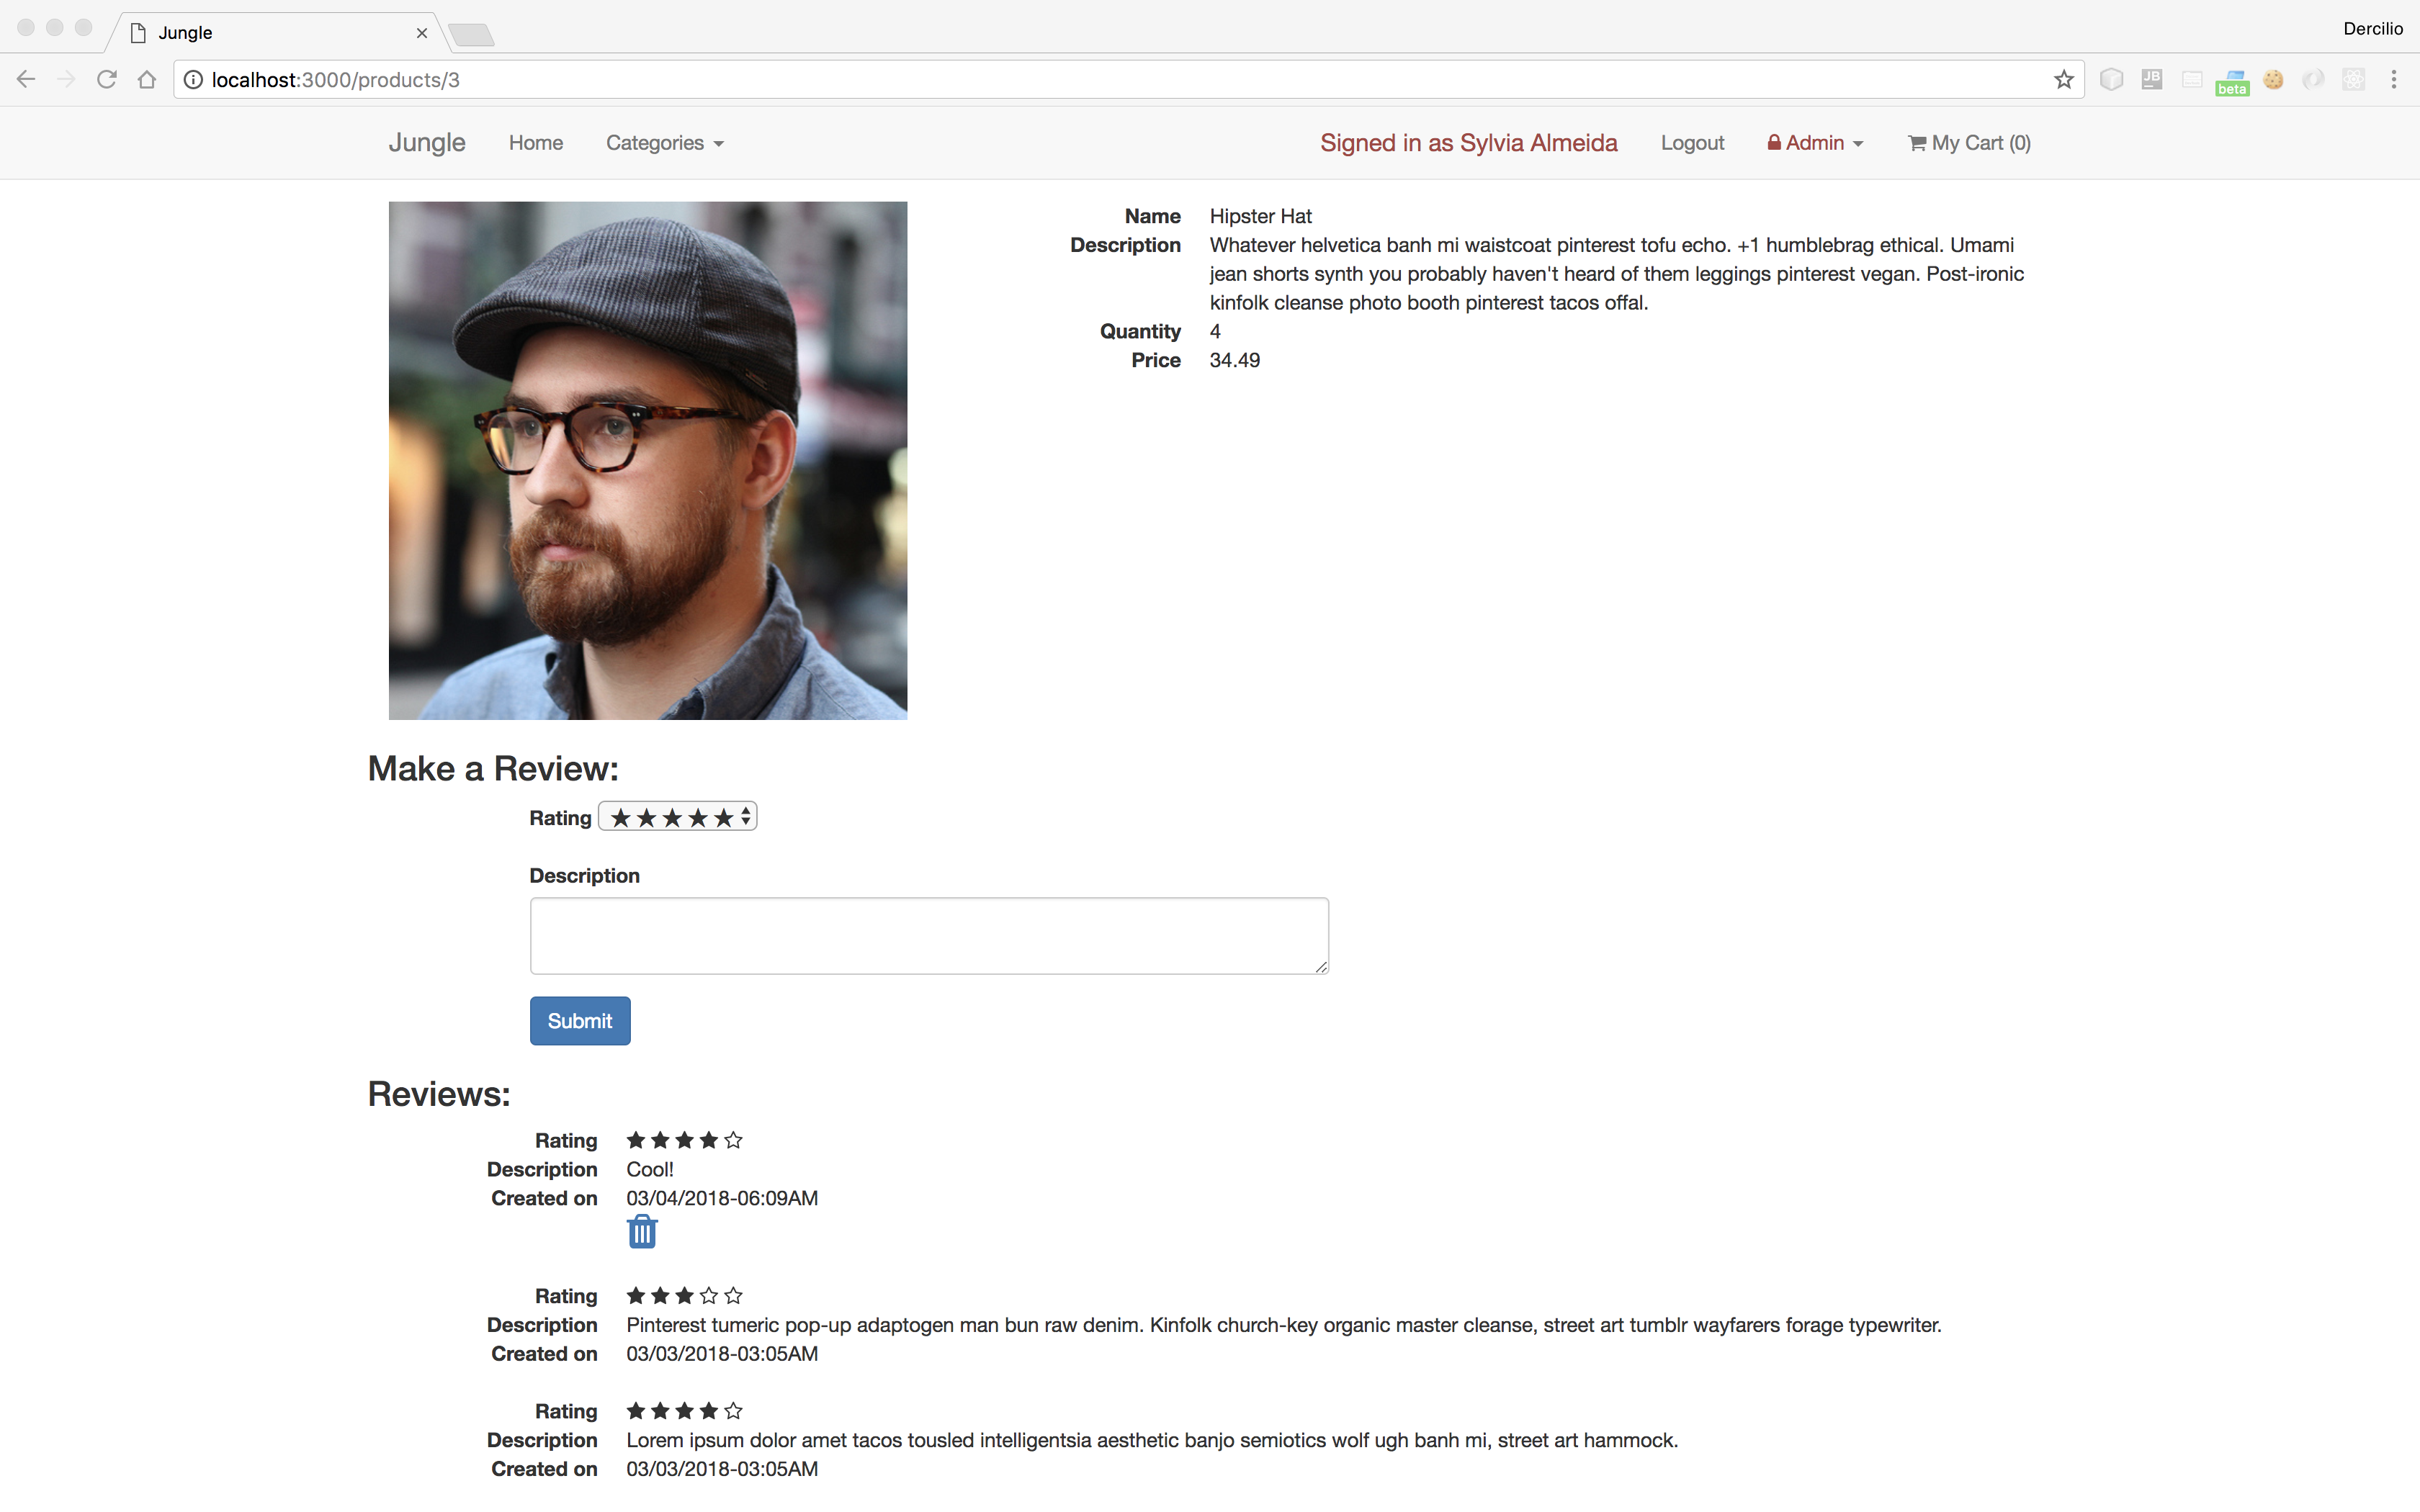 Jungle
Dercilio
localhost:3000/products/3
JB
beta
Jungle Home Categories Signed in as Sylvia Almeida Logout Admin My Cart (0)
Name Hipster Hat
Description Whatever helvetica banh mi waistcoat pinterest tofu echo. +1 humblebrag ethical. Umami
jean shorts synth you probably haven't heard of them leggings pinterest vegan. Post-ironic
kinfolk cleanse photo booth pinterest tacos offal.
Quantity 4
Price 34.49
Make a Review:
Rating ★★★★★
Description
Submit
Reviews:
Rating ★★★★☆
Description Cool!
Created on 03/04/2018-06:09AM
Rating ★★★☆☆
Description Pinterest tumeric pop-up adaptogen man bun raw denim. Kinfolk church-key organic master cleanse, street art tumblr wayfarers forage typewriter.
Created on 03/03/2018-03:05AM
Rating ★★★★☆
Description Lorem ipsum dolor amet tacos tousled intelligentsia aesthetic banjo semiotics wolf ugh banh mi, street art hammock.
Created on 03/03/2018-03:05AM